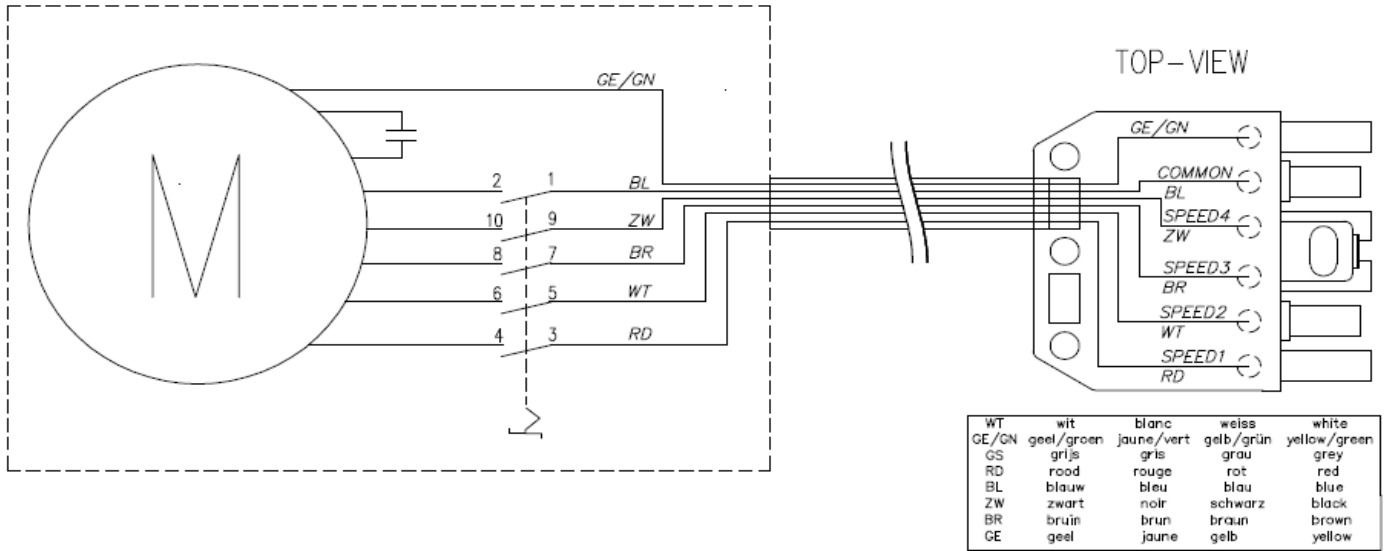 TOP-VIEW
GE/GN
M
2 1 BL
10 9 ZW
8 7 BR
6 5 WT
4 3 RD
GE/GN
COMMON
BL
SPEED4
ZW
SPEED3
BR
SPEED2
WT
SPEED1
RD
WT wit blanc weiss white
GE/GN geel/groen jaune/vert gelb/grün yellow/green
GS grijs gris grau grey
RD rood rouge rot red
BL blauw bleu blau blue
ZW zwart noir schwarz black
BR bruin brun braun brown
GE geel jaune gelb yellow